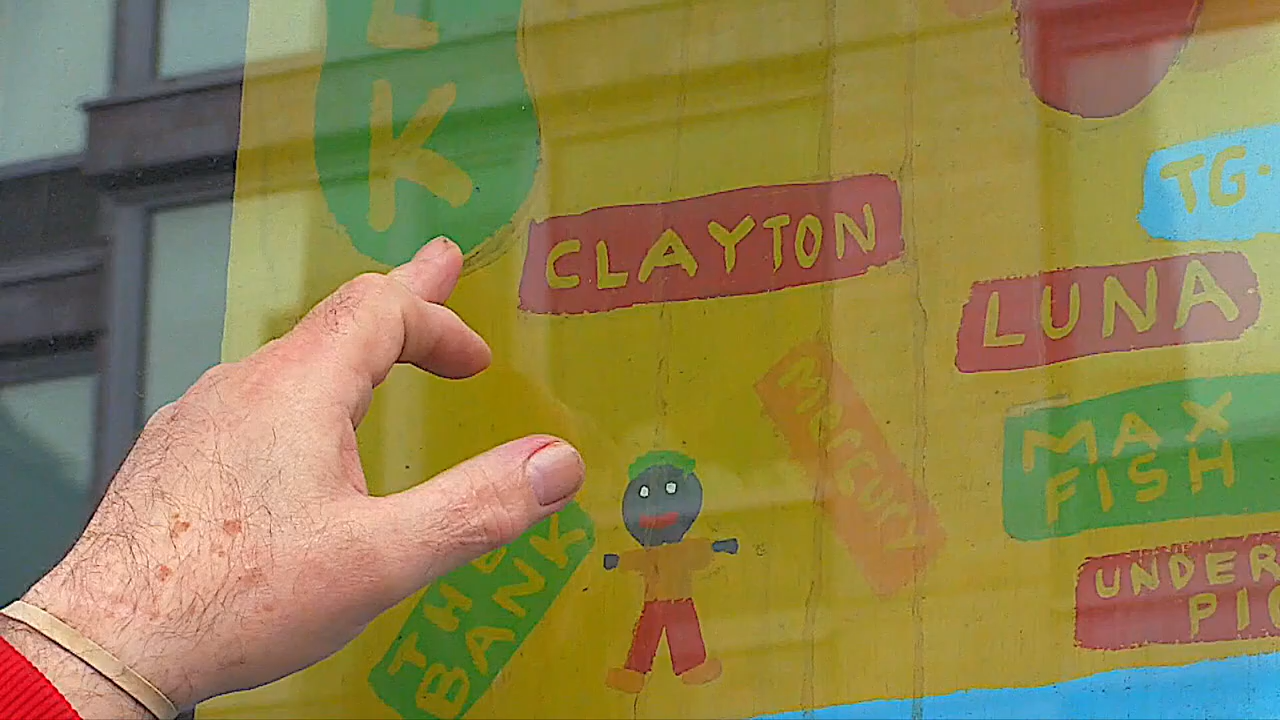 L
K
CLAYTON
TG.
LUNA
MERCURY
MAX
FISH
THE
BANK
UNDER
PI